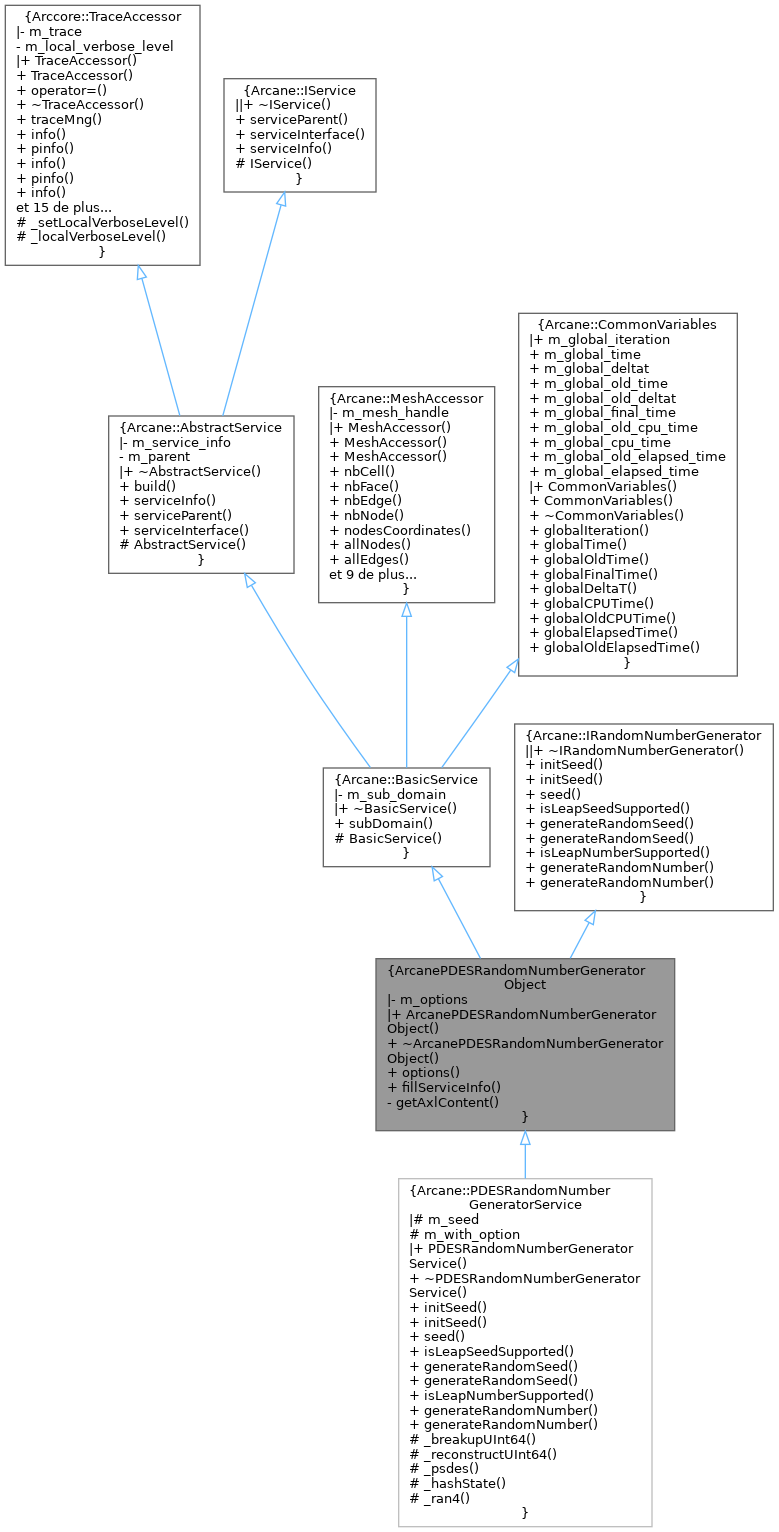 {Arccore::TraceAccessor
|- m_trace
- m_local_verbose_level
|+ TraceAccessor()
+ TraceAccessor()
+ operator=()
+ ~TraceAccessor()
+ traceMng()
+ info()
+ pinfo()
+ info()
+ pinfo()
+ info()
et 15 de plus...
# _setLocalVerboseLevel()
# _localVerboseLevel()
}
{Arcane::IService
||+ ~IService()
+ serviceParent()
+ serviceInterface()
+ serviceInfo()
# IService()
}
{Arcane::CommonVariables
|+ m_global_iteration
+ m_global_time
+ m_global_deltat
+ m_global_old_time
+ m_global_old_deltat
+ m_global_final_time
+ m_global_old_cpu_time
+ m_global_cpu_time
+ m_global_old_elapsed_time
+ m_global_elapsed_time
|+ CommonVariables()
+ CommonVariables()
+ ~CommonVariables()
+ globalIteration()
+ globalTime()
+ globalOldTime()
+ globalFinalTime()
+ globalDeltaT()
+ globalCPUTime()
+ globalOldCPUTime()
+ globalElapsedTime()
+ globalOldElapsedTime()
}
{Arcane::MeshAccessor
|- m_mesh_handle
|+ MeshAccessor()
+ MeshAccessor()
+ MeshAccessor()
+ nbCell()
+ nbFace()
+ nbEdge()
+ nbNode()
+ nodesCoordinates()
+ allNodes()
+ allEdges()
et 9 de plus...
}
{Arcane::AbstractService
|- m_service_info
- m_parent
|+ ~AbstractService()
+ build()
+ serviceInfo()
+ serviceParent()
+ serviceInterface()
# AbstractService()
}
{Arcane::BasicService
|- m_sub_domain
|+ ~BasicService()
+ subDomain()
# BasicService()
}
{Arcane::IRandomNumberGenerator
||+ ~IRandomNumberGenerator()
+ initSeed()
+ initSeed()
+ seed()
+ isLeapSeedSupported()
+ generateRandomSeed()
+ generateRandomSeed()
+ isLeapNumberSupported()
+ generateRandomNumber()
+ generateRandomNumber()
}
{ArcanePDESRandomNumberGenerator
Object
|- m_options
|+ ArcanePDESRandomNumberGenerator
Object()
+ ~ArcanePDESRandomNumberGenerator
Object()
+ options()
+ fillServiceInfo()
- getAxlContent()
}
{Arcane::PDESRandomNumber
GeneratorService
|# m_seed
# m_with_option
|+ PDESRandomNumberGenerator
Service()
+ ~PDESRandomNumberGenerator
Service()
+ initSeed()
+ initSeed()
+ seed()
+ isLeapSeedSupported()
+ generateRandomSeed()
+ generateRandomSeed()
+ isLeapNumberSupported()
+ generateRandomNumber()
+ generateRandomNumber()
# _breakupUInt64()
# _reconstructUInt64()
# _psdes()
# _hashState()
# _ran4()
}